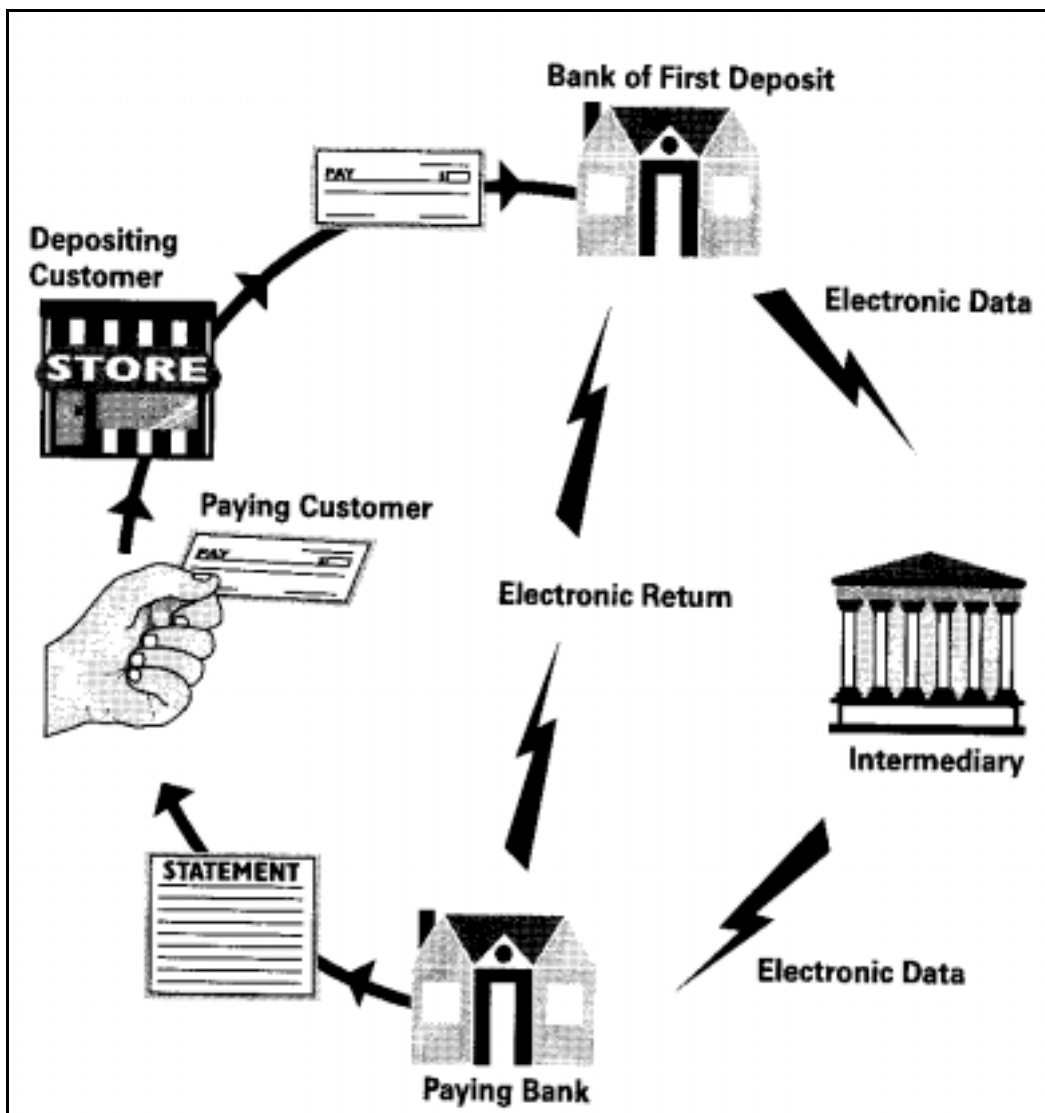 Bank of First Deposit
PAY $
Depositing
Customer
Electronic Data
STORE
Paying Customer
PAY $
Electronic Return
Intermediary
STATEMENT
Electronic Data
Paying Bank